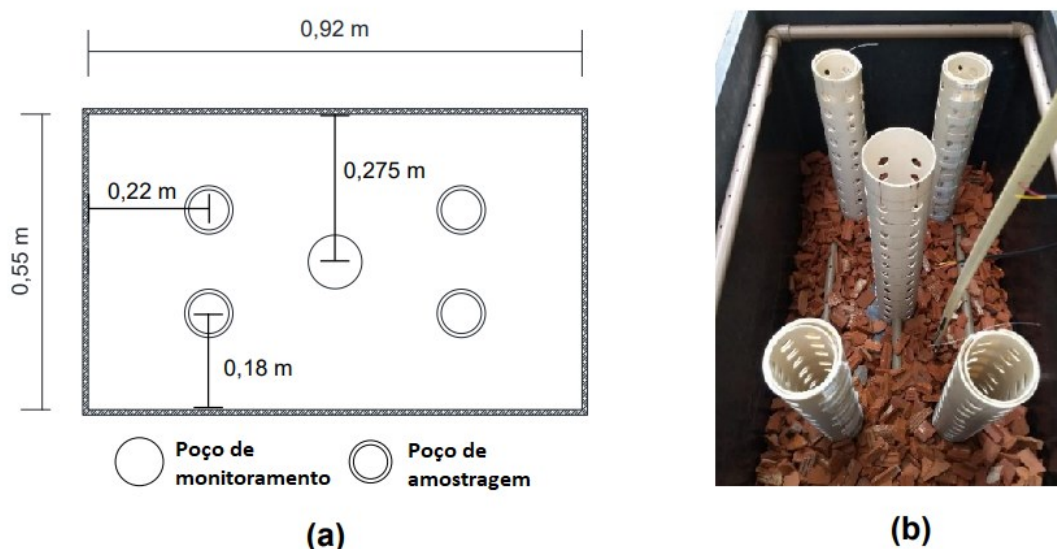 0,92 m
0,55 m
0,22 m
0,275 m
0,18 m
Poço de
monitoramento
Poço de
amostragem
(a)
(b)